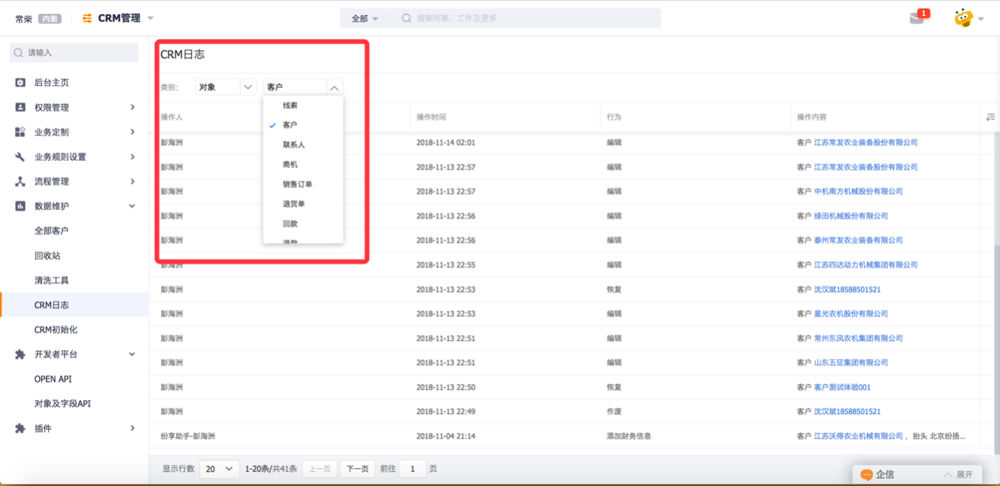 常柴 内测 CRM管理 全部 搜索同事、工作及更多 1
请输入
后台主页
权限管理
业务定制
业务规则设置
流程管理
数据维护
全部客户
回收站
清洗工具
CRM日志
CRM初始化
开发者平台
OPEN API
对象及字段API
插件
CRM日志
类别: 对象 客户
线索
客户
联系人
商机
销售订单
退货单
回款
退款
操作人 操作时间 行为 操作内容
彭海洲 2018-11-14 02:01 编辑 客户 江苏常发农业装备股份有限公司
彭海洲 2018-11-13 22:57 编辑 客户 江苏常发农业装备股份有限公司
彭海洲 2018-11-13 22:57 编辑 客户 中机南方机械股份有限公司
彭海洲 2018-11-13 22:56 编辑 客户 绿田机械股份有限公司
彭海洲 2018-11-13 22:56 编辑 客户 泰州常发农业装备有限公司
彭海洲 2018-11-13 22:55 编辑 客户 江苏四达动力机械集团有限公司
彭海洲 2018-11-13 22:53 恢复 客户 沈汉斌18588501521
彭海洲 2018-11-13 22:53 编辑 客户 星光农机股份有限公司
彭海洲 2018-11-13 22:51 编辑 客户 常州东风农机集团有限公司
彭海洲 2018-11-13 22:51 编辑 客户 山东五征集团有限公司
彭海洲 2018-11-13 22:50 恢复 客户 客户测试体验001
彭海洲 2018-11-13 22:49 作废 客户 沈汉斌18588501521
纷享助手-彭海洲 2018-11-04 21:14 添加财务信息 客户 江苏沃得农业机械有限公司 ，抬头 北京纷扬...
显示行数 20 1-20条/共41条 上一页 下一页 前往 1 页
企信 展开